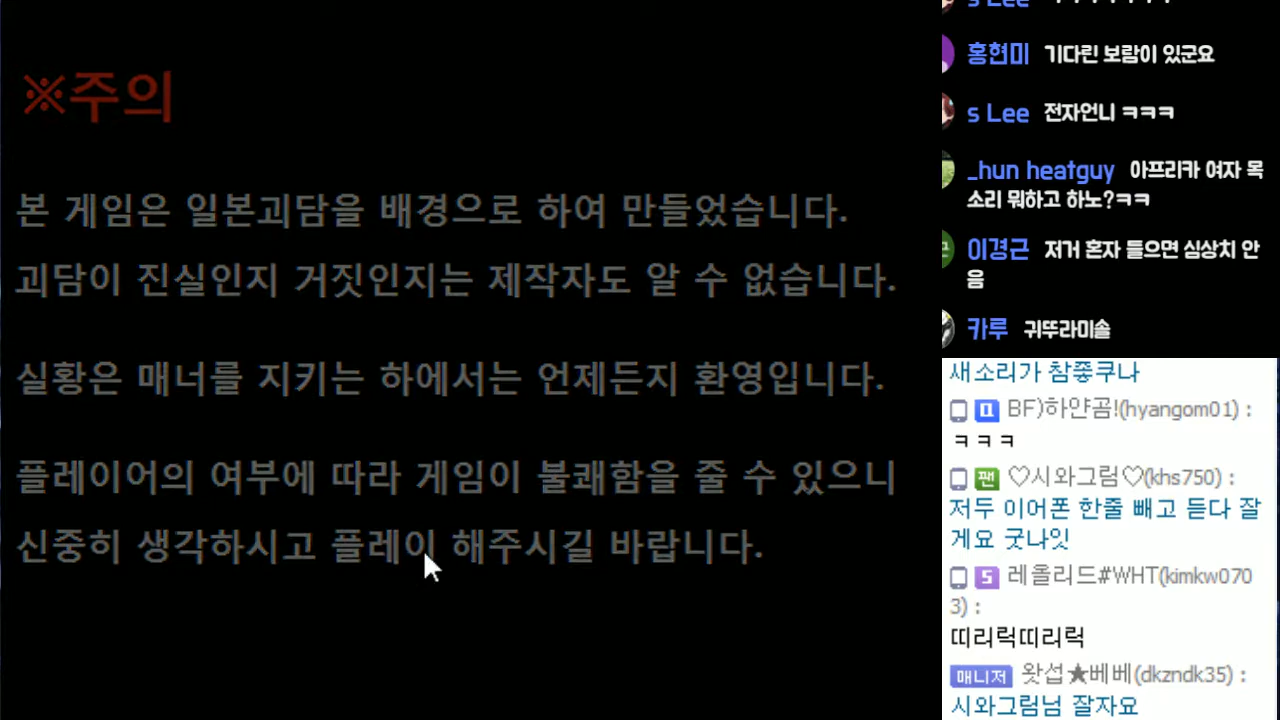 ※주의
본 게임은 일본괴담을 배경으로 하여 만들었습니다.
괴담이 진실인지 거짓인지는 제작자도 알 수 없습니다.
실황은 매너를 지키는 하에서는 언제든지 환영입니다.
플레이어의 여부에 따라 게임이 불쾌함을 줄 수 있으니
신중히 생각하시고 플레이 해주시길 바랍니다.
s Lee
홍현미 기다린 보람이 있군요
s Lee 전자언니 ㅋㅋㅋ
_hun heatguy 아프리카 여자 목
소리 뭐하고 하노?ㅋㅋ
이경근 저거 혼자 들으면 심상치 안
음
카루 귀뚜라미솔
새소리가 참죻쿠나
BF)하얀곰!(hyangom01) :
ㅋㅋㅋ
팬 ♡시와그림♡(khs750) :
저두 이어폰 한줄 빼고 듣다 잘
게요 굿나잇
S 레올리드#WHT(kimkw070
3) :
띠리럭띠리럭
매니저 왓섭★베베(dkzndk35) :
시와그림님 잘자요